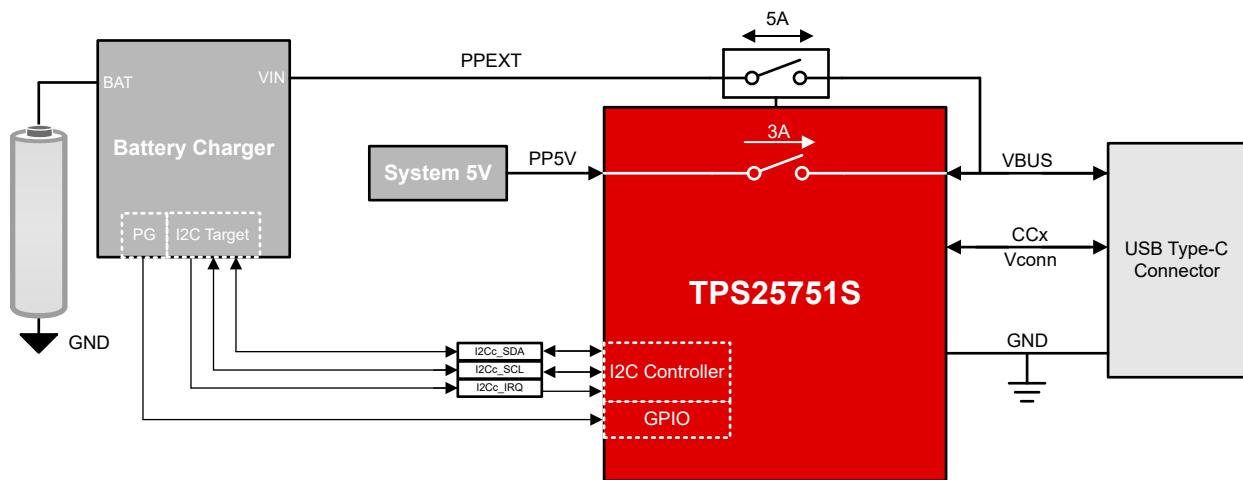 5A
PPEXT
BAT
VIN
Battery Charger
3A
System 5V
PP5V
VBUS
PG
I2C Target
CCx
Vconn
USB Type-C
Connector
TPS25751S
GND
GND
I2Cc_SDA
I2Cc_SCL
I2Cc_IRQ
I2C Controller
GPIO